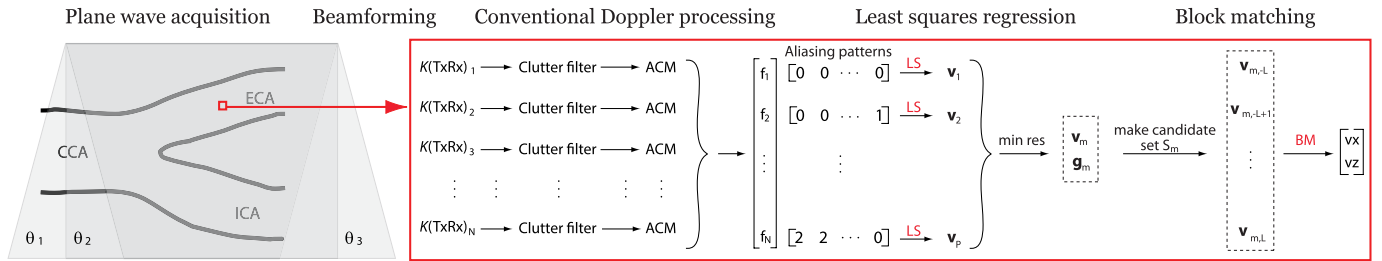 Plane wave acquisition
Beamforming
Conventional Doppler processing
Least squares regression
Block matching
ECA
CCA
ICA
θ 1
θ 2
θ 3
K(TxRx) 1 Clutter filter ACM
K(TxRx) 2 Clutter filter ACM
K(TxRx) 3 Clutter filter ACM
⋮ ⋮ ⋮ ⋮ ⋮
K(TxRx) N Clutter filter ACM
Aliasing patterns
f1 [0 0 ⋯ 0] LS v1
f2 [0 0 ⋯ 1] LS v2
⋮ ⋮
fN [2 2 ⋯ 0] LS vp
min res
vm
gm
make candidate
set Sm
vm,-L
vm,-L+1
⋮
vm,L
BM
vx
vz